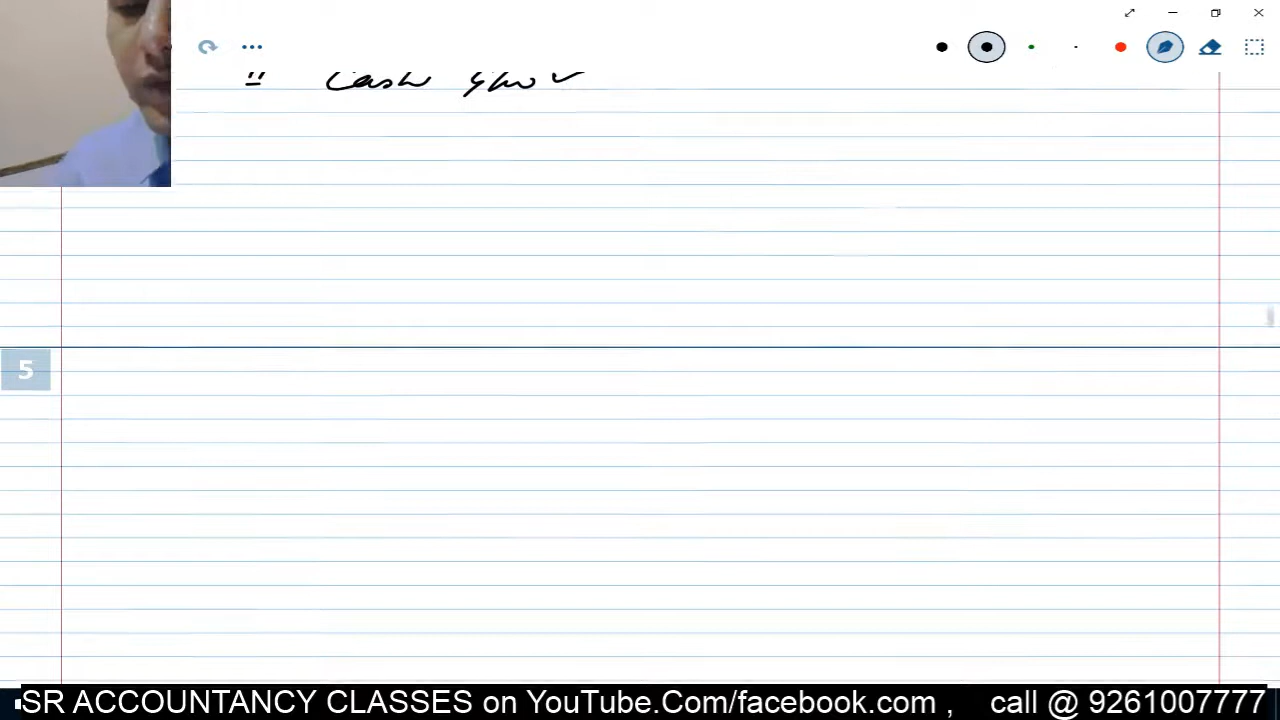 " Cash flow
5
SR ACCOUNTANCY CLASSES on YouTube.Com/facebook.com , call @ 9261007777